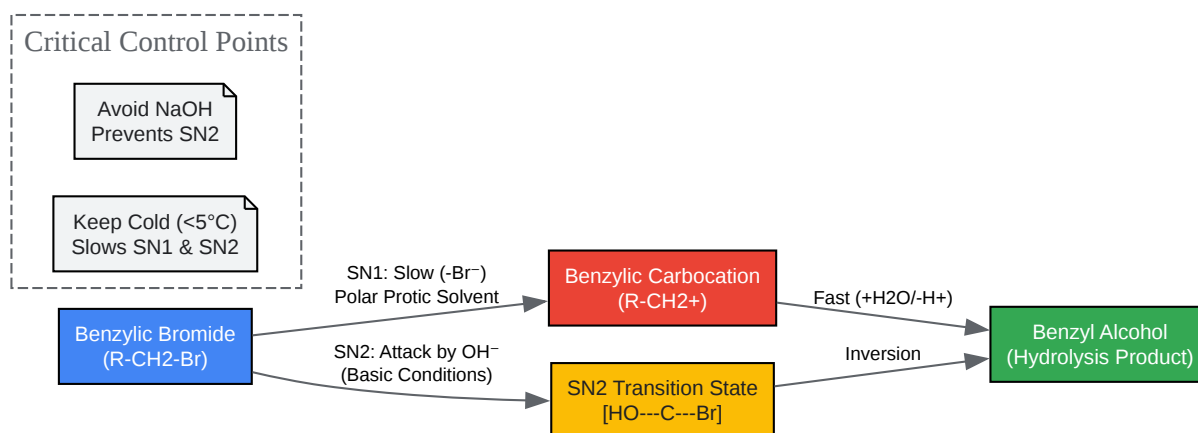 Critical Control Points
Avoid NaOH
Prevents SN2
Keep Cold (<5°C)
Slows SN1 & SN2
Benzylic Bromide
(R-CH2-Br)
SN1: Slow (-Br⁻)
Polar Protic Solvent
SN2: Attack by OH⁻
(Basic Conditions)
Benzylic Carbocation
(R-CH2+)
SN2 Transition State
[HO---C---Br]
Fast (+H2O/-H+)
Inversion
Benzyl Alcohol
(Hydrolysis Product)